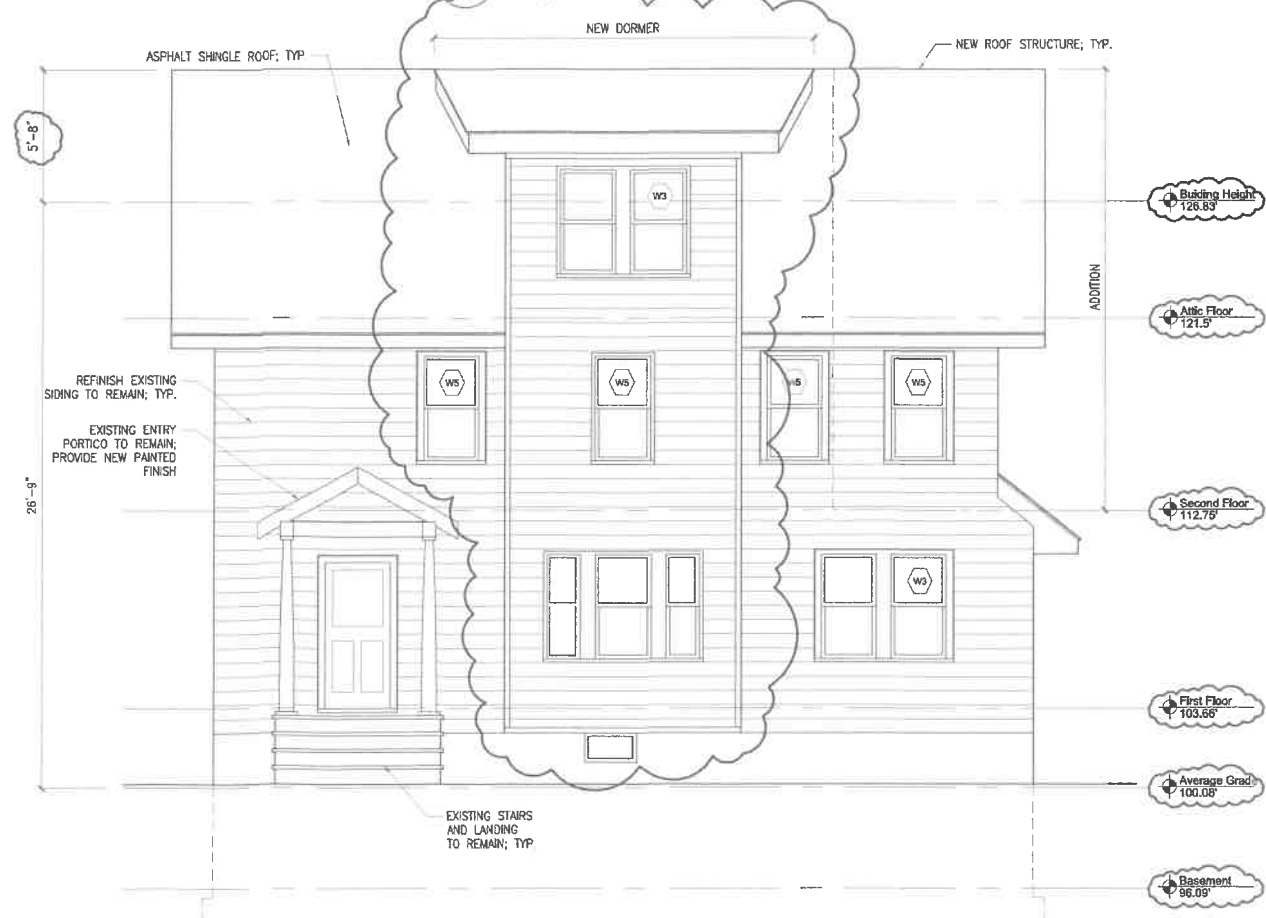 NEW DORMER
ASPHALT SHINGLE ROOF; TYP
NEW ROOF STRUCTURE; TYP.
5'-8"
W3
Buiding Height
126.83'
ADDITION
Attic Floor
121.5'
REFINISH EXISTING
SIDING TO REMAIN; TYP.
W5
W5
W5
W5
EXISTING ENTRY
PORTICO TO REMAIN;
PROVIDE NEW PAINTED
FINISH
26'-9"
Second Floor
112.75'
W3
First Floor
103.66'
Average Grade
100.08'
EXISTING STAIRS
AND LANDING
TO REMAIN; TYP
Basement
96.09'